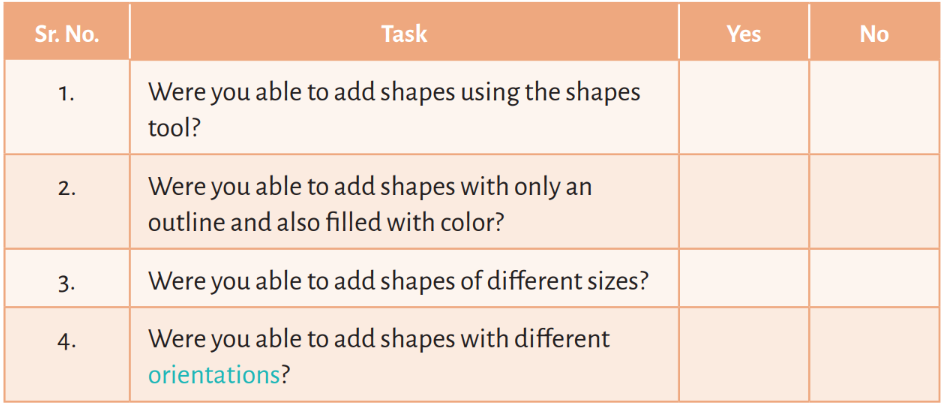 Sr. No. Task Yes No
1. Were you able to add shapes using the shapes
tool?
2. Were you able to add shapes with only an
outline and also filled with color?
3. Were you able to add shapes of different sizes?
4. Were you able to add shapes with different
orientations?